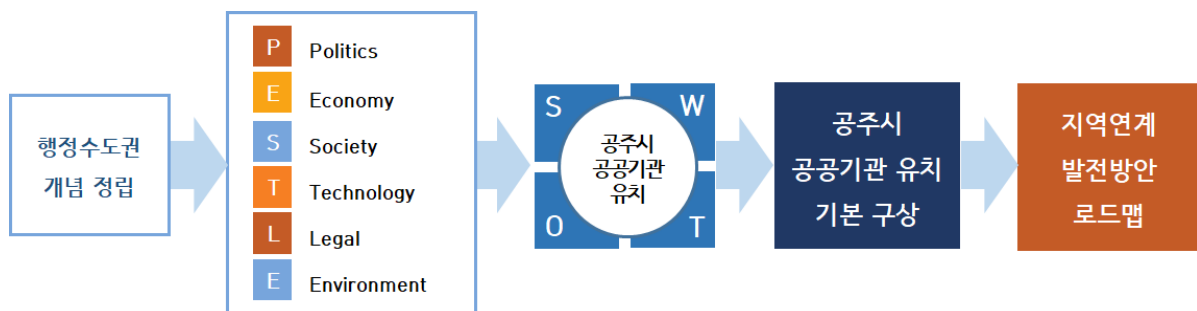 행정수도권
개념 정립
P Politics
E Economy
S Society
T Technology
L Legal
E Environment
S W
공주시
공공기관
유치
O T
공주시
공공기관 유치
기본 구상
지역연계
발전방안
로드맵